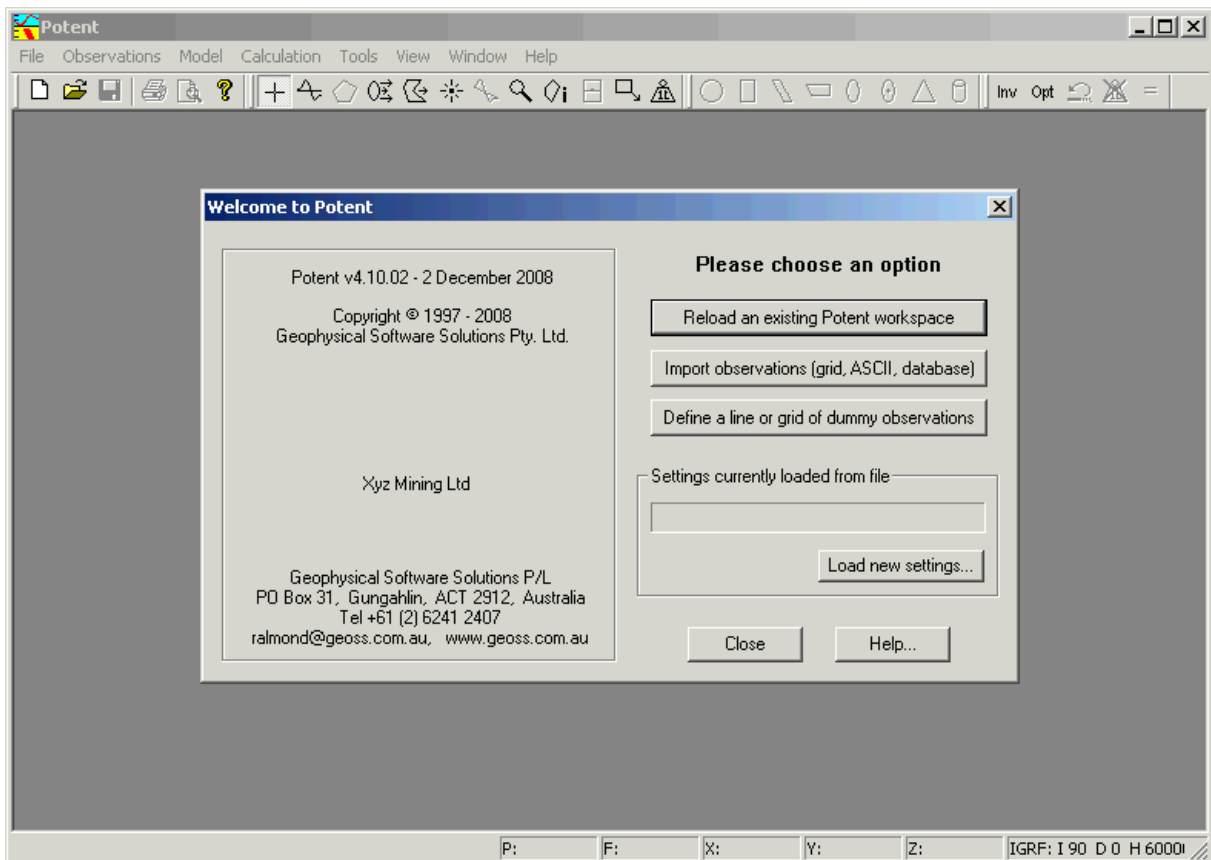 Potent
File Observations Model Calculation Tools View Window Help
Inv Opt
Welcome to Potent
Potent v4.10.02 - 2 December 2008
Copyright © 1997 - 2008
Geophysical Software Solutions Pty. Ltd.
Xyz Mining Ltd
Geophysical Software Solutions P/L
PO Box 31, Gungahlin, ACT 2912, Australia
Tel +61 (2) 6241 2407
ralmond@geoss.com.au, www.geoss.com.au
Please choose an option
Reload an existing Potent workspace
Import observations (grid, ASCII, database)
Define a line or grid of dummy observations
Settings currently loaded from file
Load new settings...
Close Help...
P: F: X: Y: Z: IGRF: I 90 D 0 H 6000